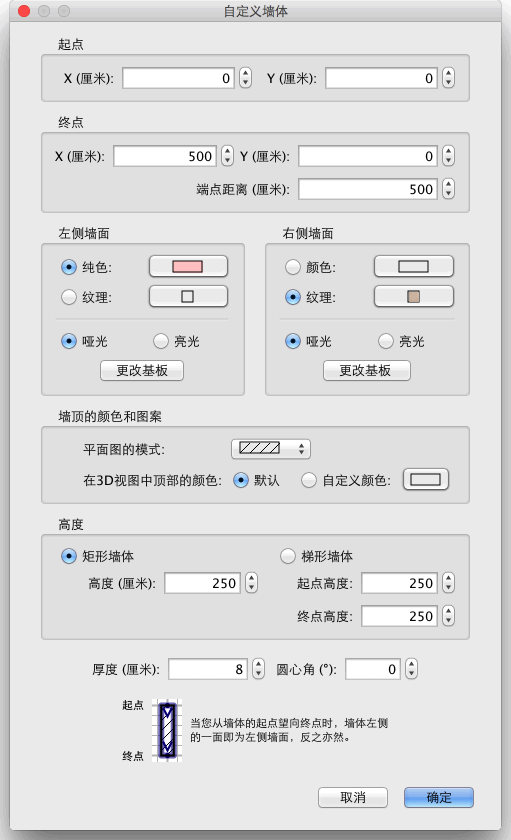 自定义墙体
起点
X (厘米): 0 Y (厘米): 0
终点
X (厘米): 500 Y (厘米): 0
端点距离 (厘米): 500
左侧墙面 右侧墙面
纯色: 颜色:
纹理: 纹理:
哑光 亮光 哑光 亮光
更改基板 更改基板
墙顶的颜色和图案
平面图的模式:
在3D视图中顶部的颜色: 默认 自定义颜色:
高度
矩形墙体 梯形墙体
高度 (厘米): 250 起点高度: 250
终点高度: 250
厚度 (厘米): 8 圆心角 (°): 0
起点
当您从墙体的起点望向终点时，墙体左侧
的一面即为左侧墙面，反之亦然。
终点
取消 确定